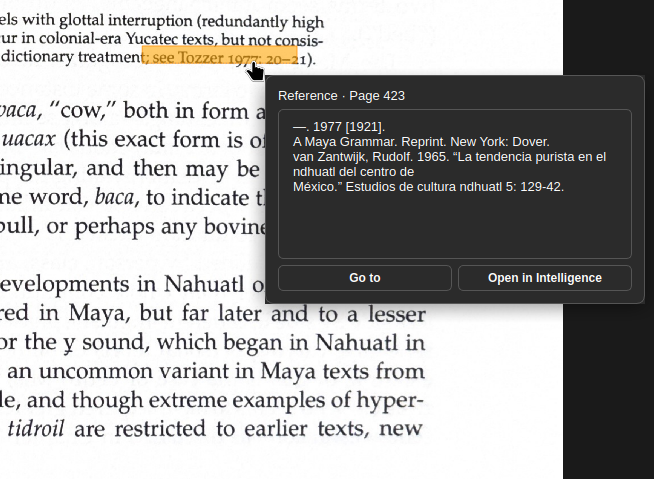 els with glottal interruption (redundantly high
ur in colonial-era Yucatec texts, but not consis-
dictionary treatment; see Tozzer 1977: 20–21).
Reference · Page 423
—. 1977 [1921].
A Maya Grammar. Reprint. New York: Dover.
van Zantwijk, Rudolf. 1965. “La tendencia purista en el
ndhuatl del centro de
México.” Estudios de cultura ndhuatl 5: 129-42.
Go to
Open in Intelligence
vaca, “cow,” both in form a
uacax (this exact form is of
ingular, and then may be
me word, baca, to indicate th
bull, or perhaps any bovine
evelopments in Nahuatl o
red in Maya, but far later and to a lesser
or the y sound, which began in Nahuatl in
an uncommon variant in Maya texts from
le, and though extreme examples of hyper-
tidroil are restricted to earlier texts, new